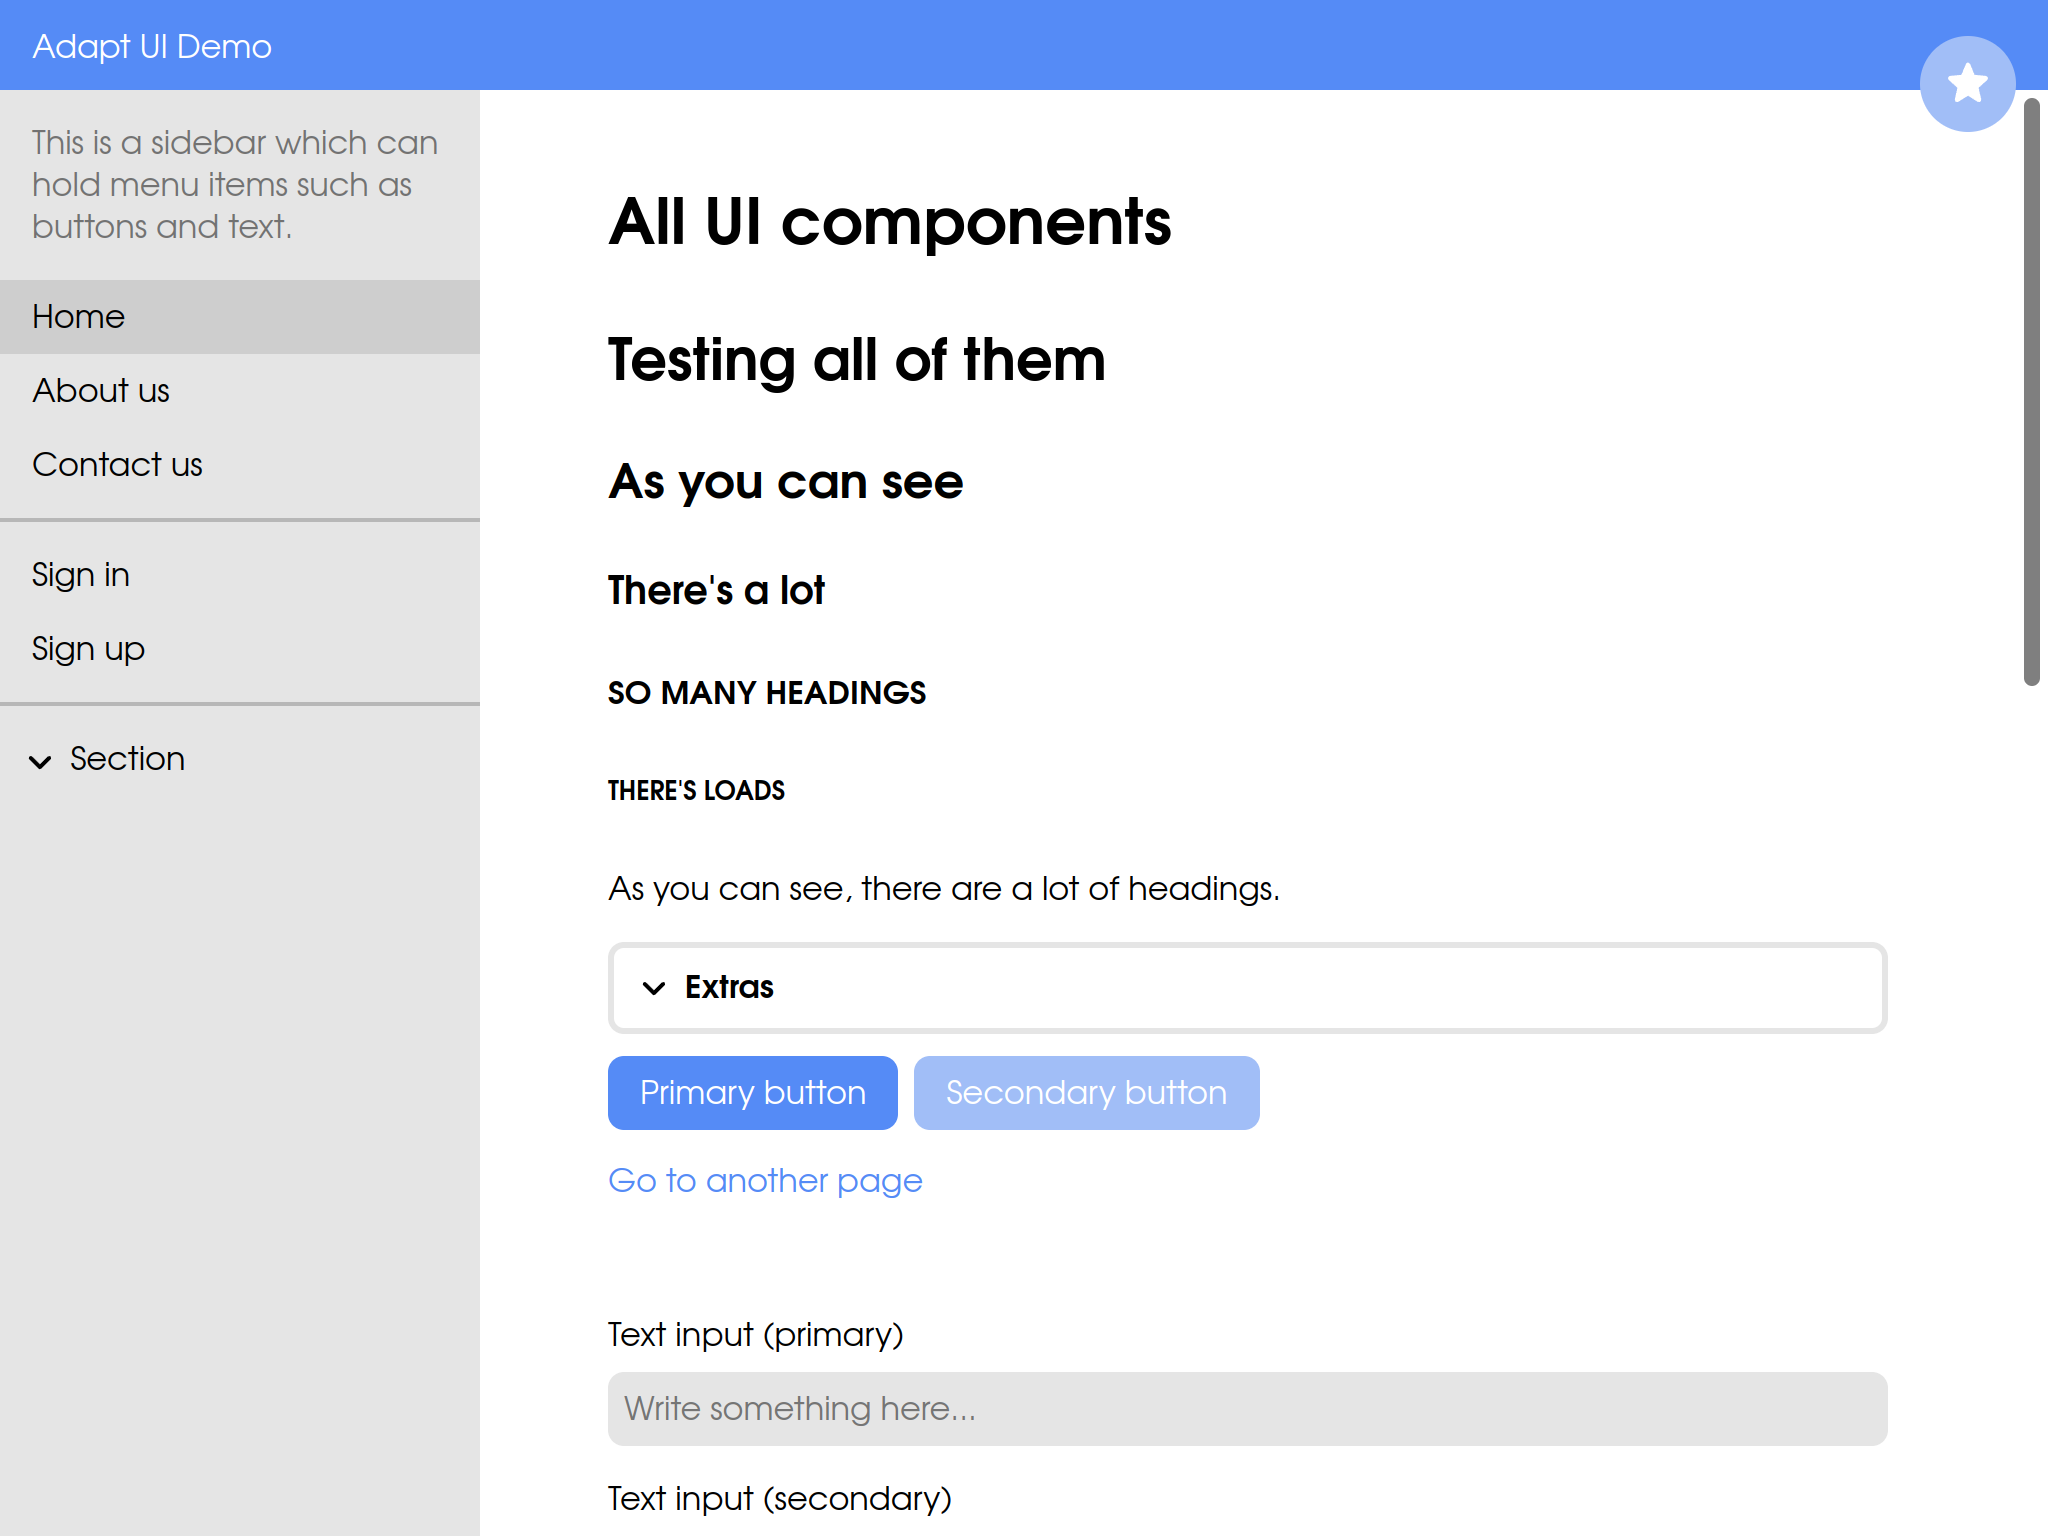 Adapt UI Demo
This is a sidebar which can
hold menu items such as
buttons and text.
Home
About us
Contact us
Sign in
Sign up
Section
All UI components
Testing all of them
As you can see
There's a lot
SO MANY HEADINGS
THERE'S LOADS
As you can see, there are a lot of headings.
Extras
Primary button
Secondary button
Go to another page
Text input (primary)
Write something here...
Text input (secondary)